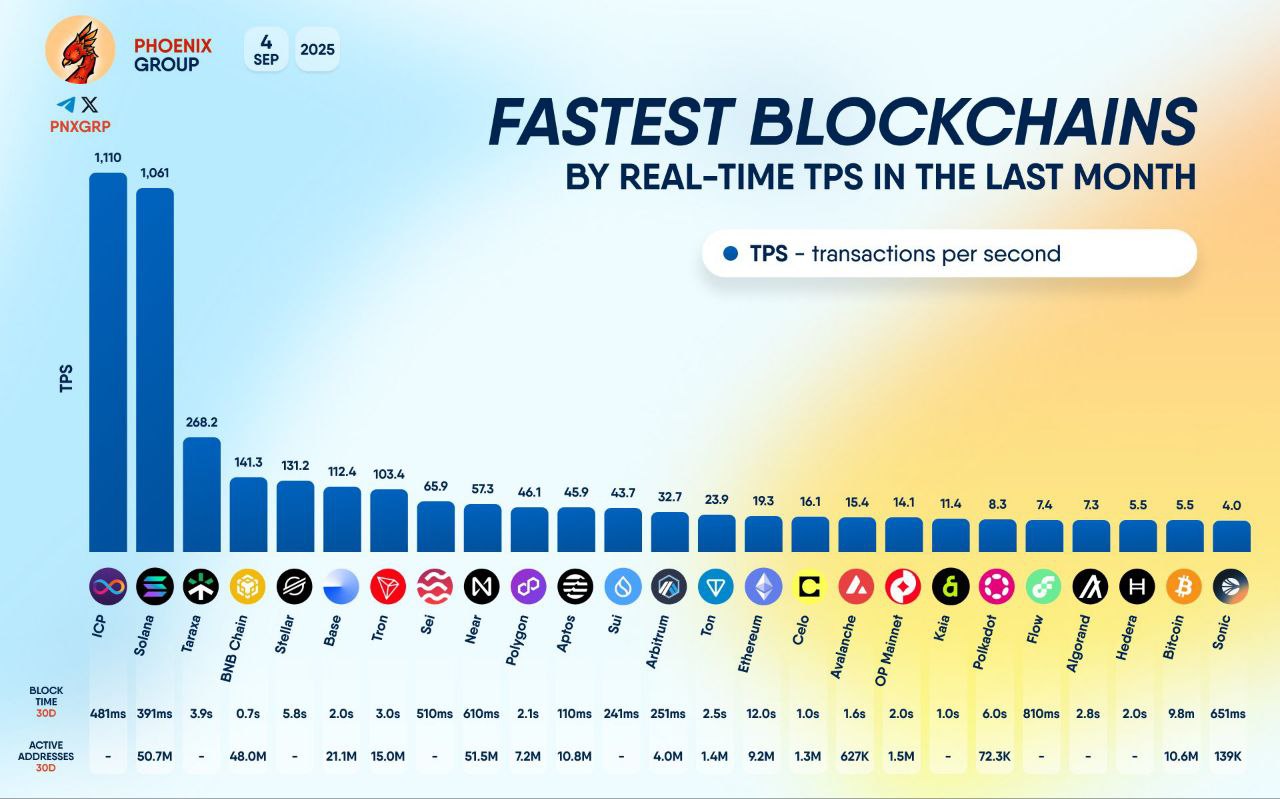 PHOENIX
GROUP
4
SEP
2025
PNXGRP
FASTEST BLOCKCHAINS
BY REAL-TIME TPS IN THE LAST MONTH
TPS - transactions per second
TPS
1,110
1,061
268.2
141.3
131.2
112.4
103.4
65.9
57.3
46.1
45.9
43.7
32.7
23.9
19.3
16.1
15.4
14.1
11.4
8.3
7.4
7.3
5.5
5.5
4.0
ICP
Solana
Taraxa
BNB Chain
Stellar
Base
Tron
Sei
Near
Polygon
Aptos
Sui
Arbitrum
Ton
Ethereum
Celo
Avalanche
OP Mainnet
Kaia
Polkadot
Flow
Algorand
Hedera
Bitcoin
Sonic
BLOCK
TIME
30D
481ms 391ms 3.9s 0.7s 5.8s 2.0s 3.0s 510ms 610ms 2.1s 110ms 241ms 251ms 2.5s 12.0s 1.0s 1.6s 2.0s 1.0s 6.0s 810ms 2.8s 2.0s 9.8m 651ms
ACTIVE
ADDRESSES
30D
- 50.7M - 48.0M - 21.1M 15.0M - 51.5M 7.2M 10.8M - 4.0M 1.4M 9.2M 1.3M 627K 1.5M - 72.3K - - - 10.6M 139K